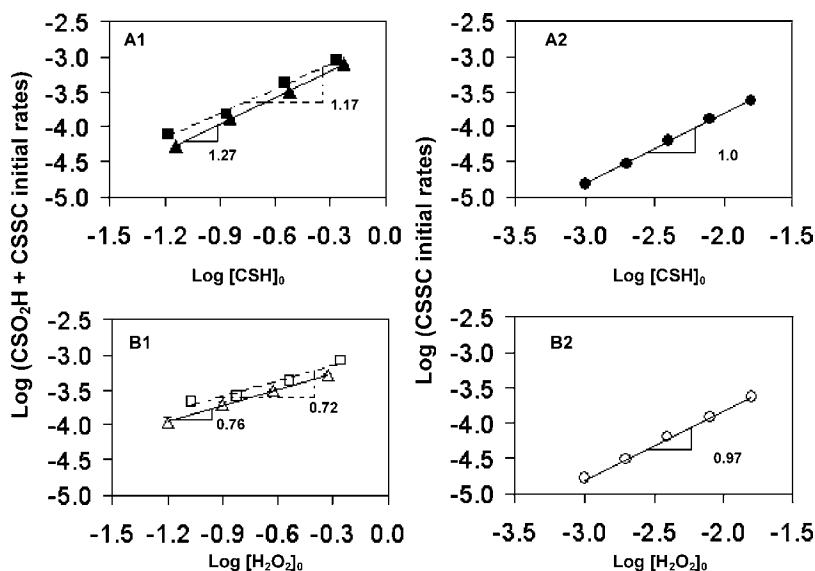 Log (CSO₂H + CSSC initial rates)
A1
-2.5
-3.0
-3.5
-4.0
-4.5
-5.0
1.17
1.27
-1.5 -1.2 -0.9 -0.6 -0.3 0.0
Log [CSH]₀
Log (CSSC initial rates)
A2
-2.5
-3.0
-3.5
-4.0
-4.5
-5.0
1.0
-3.5 -3.0 -2.5 -2.0 -1.5
Log [CSH]₀
B1
-2.5
-3.0
-3.5
-4.0
-4.5
-5.0
0.72
0.76
-1.5 -1.2 -0.9 -0.6 -0.3 0.0
Log [H₂O₂]₀
B2
-2.5
-3.0
-3.5
-4.0
-4.5
-5.0
0.97
-3.5 -3.0 -2.5 -2.0 -1.5
Log [H₂O₂]₀